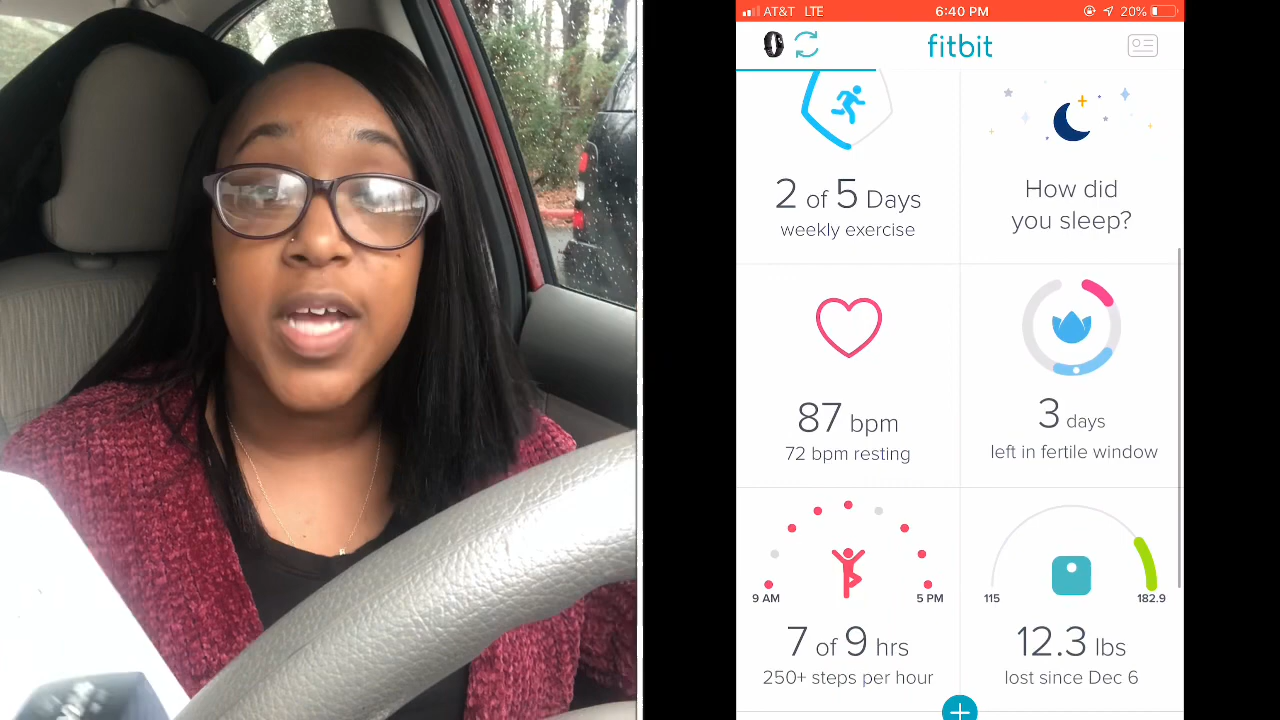 AT&T LTE 6:40 PM 20%
fitbit
2 of 5 Days
weekly exercise
How did
you sleep?
87 bpm
72 bpm resting
3 days
left in fertile window
9 AM 5 PM
7 of 9 hrs
250+ steps per hour
115 182.9
12.3 lbs
lost since Dec 6